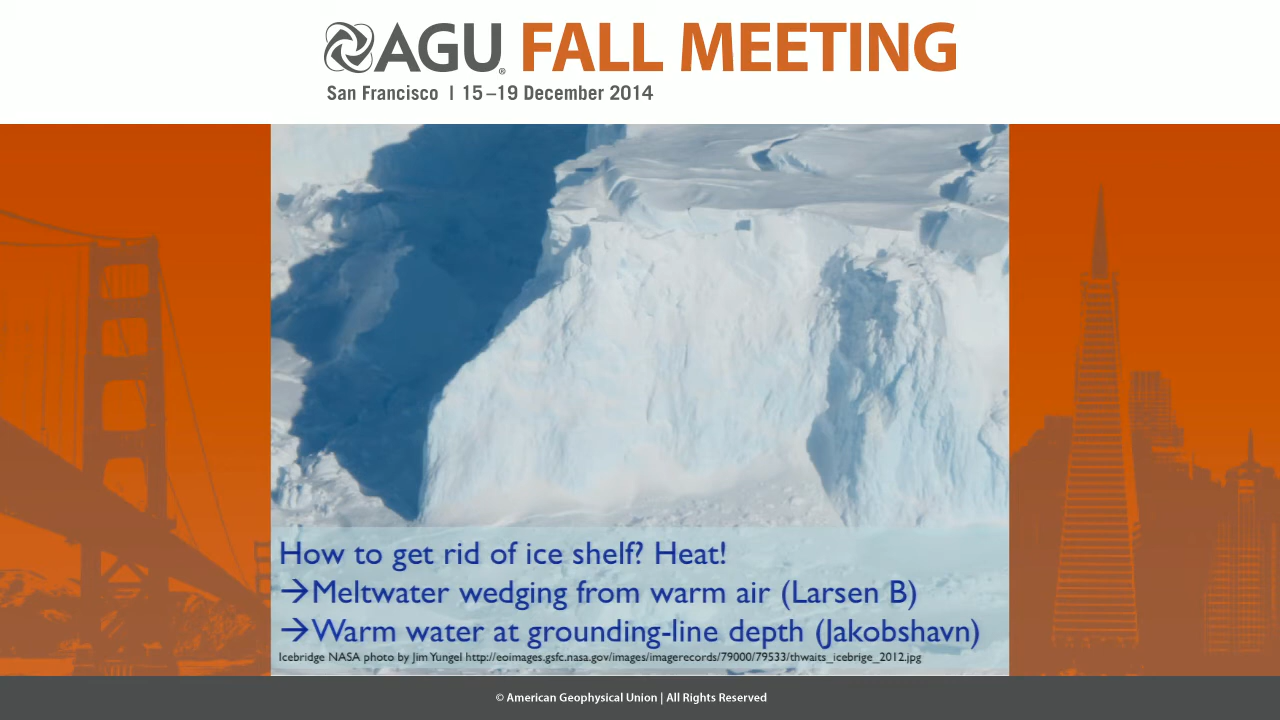 AGU® FALL MEETING
San Francisco | 15–19 December 2014
How to get rid of ice shelf? Heat!
→Meltwater wedging from warm air (Larsen B)
→Warm water at grounding-line depth (Jakobshavn)
Icebridge NASA photo by Jim Yungel http://eoimages.gsfc.nasa.gov/images/imagerecords/79000/79533/thwaits_icebrige_2012.jpg
© American Geophysical Union | All Rights Reserved